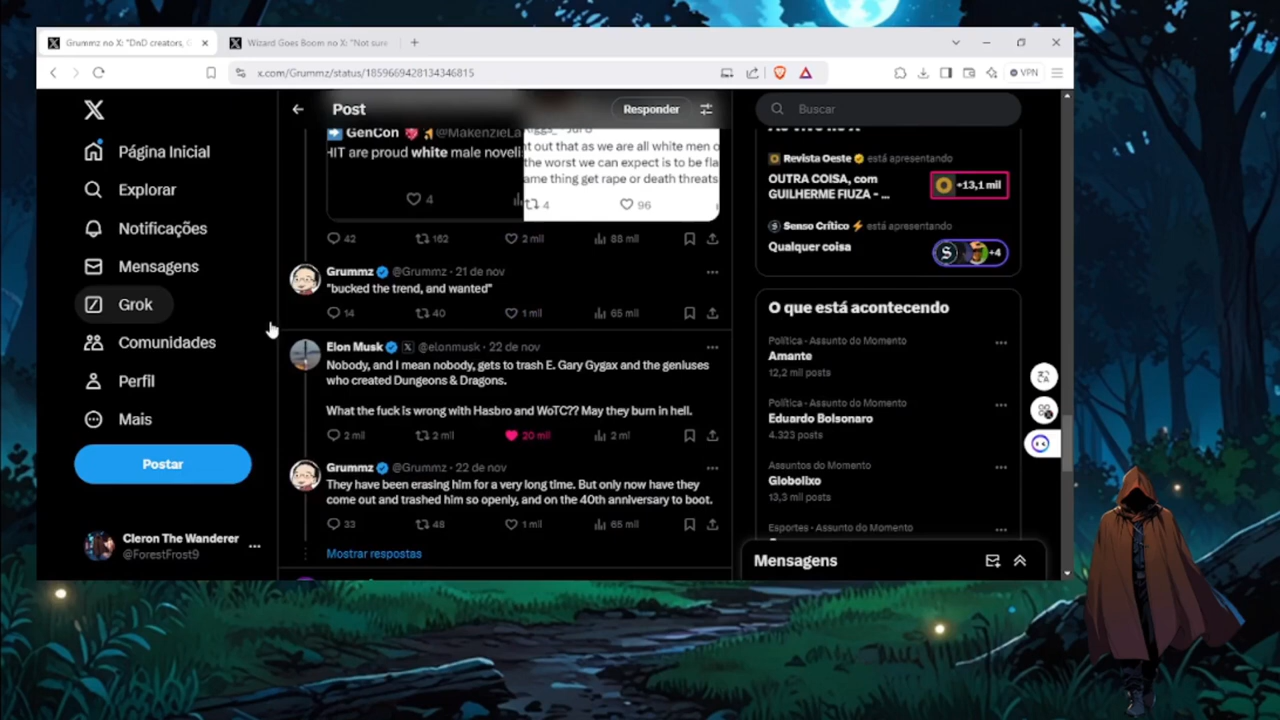 Grummz no X: "DnD creators, G
Wizard Goes Boom no X: "Not sure
x.com/Grummz/status/1859669428134346815
VPN
Página Inicial
Explorar
Notificações
Mensagens
Grok
Comunidades
Perfil
Mais
Postar
Cleron The Wanderer
@ForestFrost9
Post
Responder
GenCon @MakenzieLa
HIT are proud white male noveli
4
t out that as we are all white men o
the worst we can expect is to be fla
ame thing get rape or death threats
4 96
42 162 2 mil 88 mil
Grummz @Grummz · 21 de nov
"bucked the trend, and wanted"
14 40 1 mil 65 mil
Elon Musk @elonmusk · 22 de nov
Nobody, and I mean nobody, gets to trash E. Gary Gygax and the geniuses
who created Dungeons & Dragons.
What the fuck is wrong with Hasbro and WoTC?? May they burn in hell.
2 mil 2 mil 20 mil 2 mi
Grummz @Grummz · 22 de nov
They have been erasing him for a very long time. But only now have they
come out and trashed him so openly, and on the 40th anniversary to boot.
33 48 1 mil 65 mil
Mostrar respostas
Buscar
Revista Oeste está apresentando
OUTRA COISA, com
GUILHERME FIUZA - ...
+13,1 mil
Senso Crítico está apresentando
Qualquer coisa
+4
O que está acontecendo
Política · Assunto do Momento
Amante
12,2 mil posts
Política · Assunto do Momento
Eduardo Bolsonaro
4.323 posts
Assuntos do Momento
Globolixo
13,3 mil posts
Esportes · Assunto do Momento
Mensagens